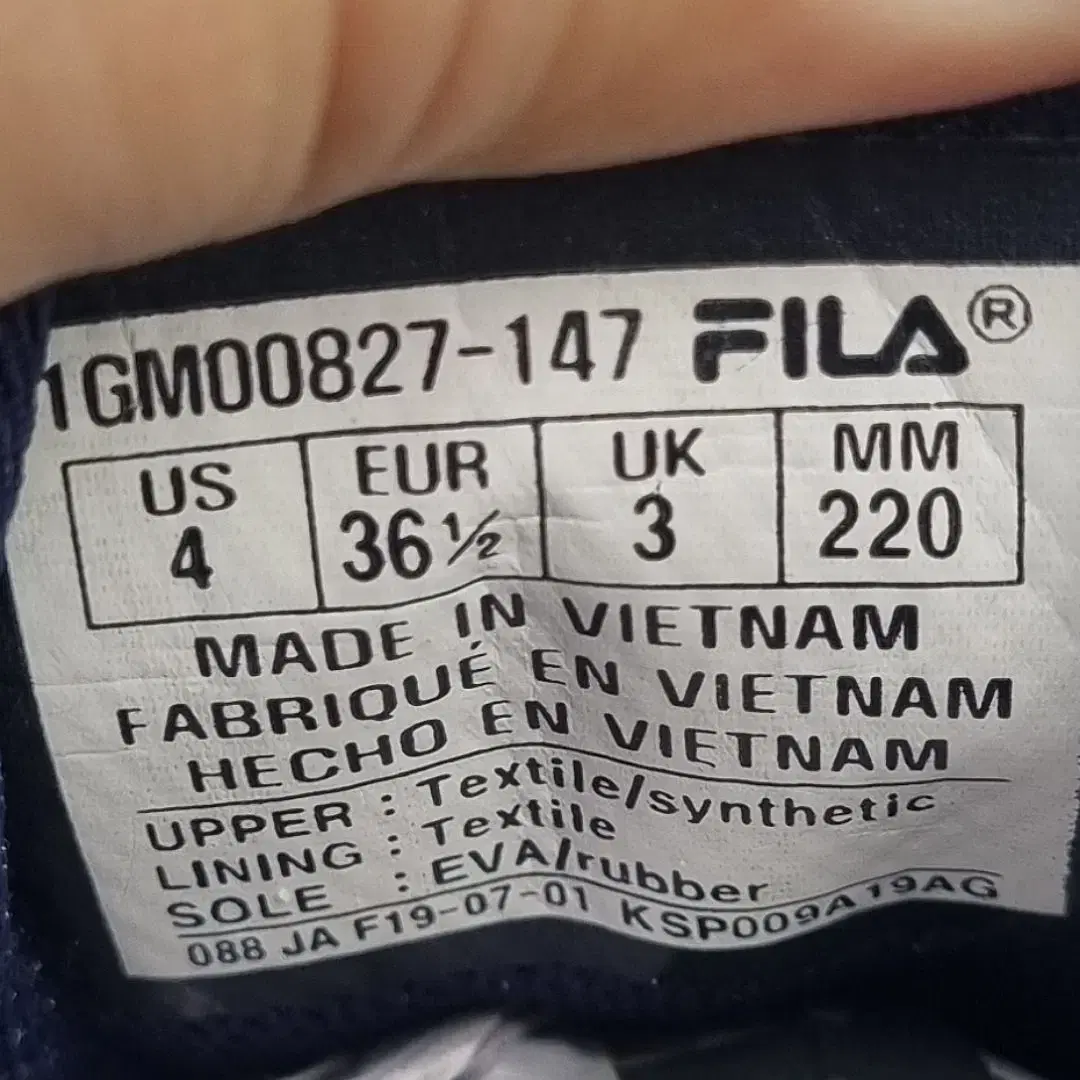 1GM00827-147 FILA®
US EUR UK MM
4 36½ 3 220
MADE IN VIETNAM
FABRIQUÉ EN VIETNAM
HECHO EN VIETNAM
UPPER : Textile/synthetic
LINING : Textile
SOLE : EVA/rubber
088 JA F19-07-01 KSP009A19AG